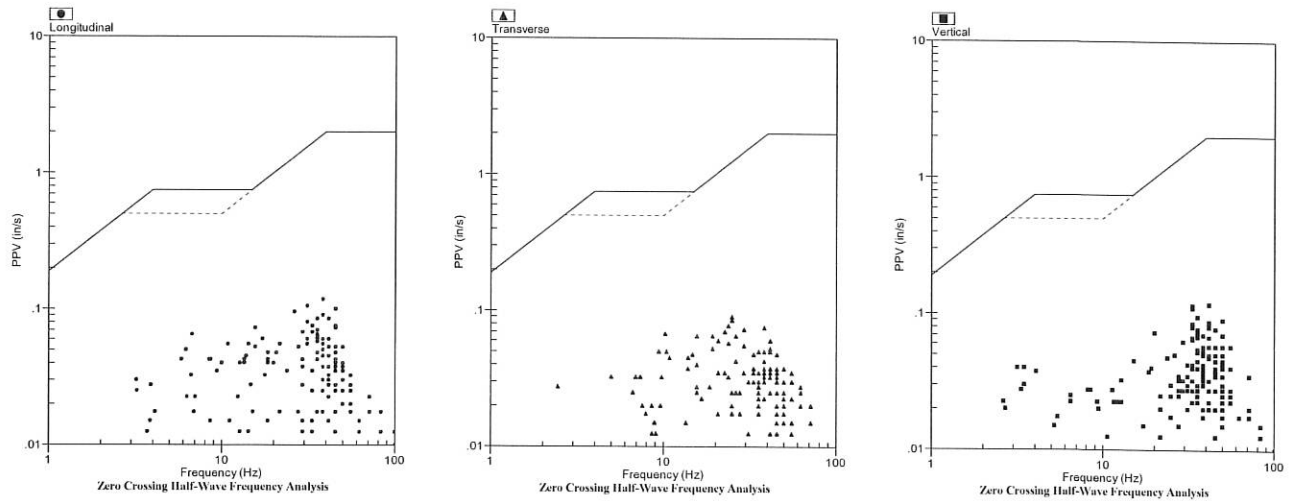 Longitudinal
10
1
.1
.01
PPV (in/s)
1
10
100
Frequency (Hz)
Zero Crossing Half-Wave Frequency Analysis
Transverse
10
1
.1
.01
PPV (in/s)
1
10
100
Frequency (Hz)
Zero Crossing Half-Wave Frequency Analysis
Vertical
10
1
.1
.01
PPV (in/s)
1
10
100
Frequency (Hz)
Zero Crossing Half-Wave Frequency Analysis